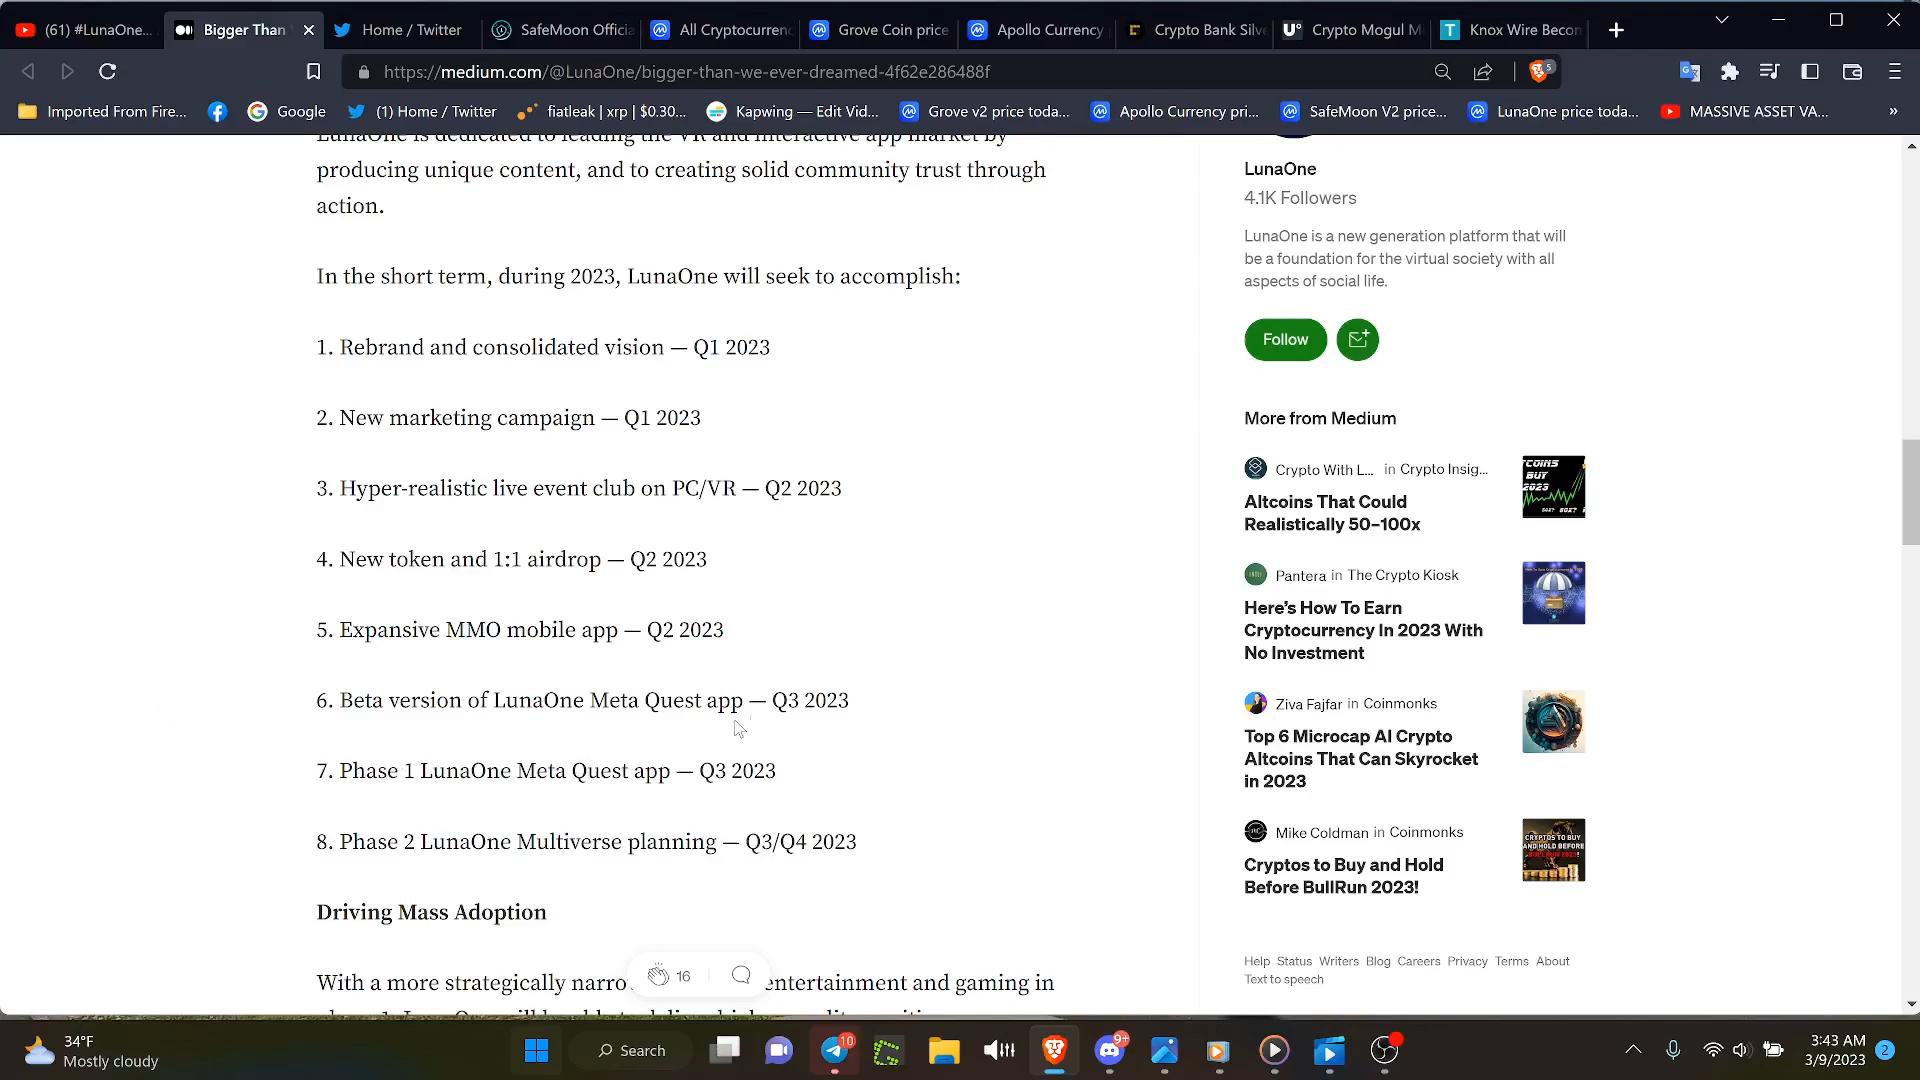 (61) #LunaOne...
Bigger Than
Home / Twitter
SafeMoon Officia
All Cryptocurrenc
Grove Coin price
Apollo Currency
Crypto Bank Silve
Crypto Mogul M
Knox Wire Becon
https://medium.com/@LunaOne/bigger-than-we-ever-dreamed-4f62e286488f
5
Imported From Fire...
Google
(1) Home / Twitter
fiatleak | xrp | $0.30...
Kapwing — Edit Vid...
Grove v2 price toda...
Apollo Currency pri...
SafeMoon V2 price...
LunaOne price toda...
MASSIVE ASSET VA...
LunaOne is dedicated to leading the VR and interactive app market by
producing unique content, and to creating solid community trust through
action.
In the short term, during 2023, LunaOne will seek to accomplish:
1. Rebrand and consolidated vision — Q1 2023
2. New marketing campaign — Q1 2023
3. Hyper-realistic live event club on PC/VR — Q2 2023
4. New token and 1:1 airdrop — Q2 2023
5. Expansive MMO mobile app — Q2 2023
6. Beta version of LunaOne Meta Quest app — Q3 2023
7. Phase 1 LunaOne Meta Quest app — Q3 2023
8. Phase 2 LunaOne Multiverse planning — Q3/Q4 2023
Driving Mass Adoption
With a more strategically narro
entertainment and gaming in
16
LunaOne
4.1K Followers
LunaOne is a new generation platform that will
be a foundation for the virtual society with all
aspects of social life.
Follow
More from Medium
Crypto With L... in Crypto Insig...
Altcoins That Could
Realistically 50–100x
Pantera in The Crypto Kiosk
Here's How To Earn
Cryptocurrency In 2023 With
No Investment
Ziva Fajfar in Coinmonks
Top 6 Microcap AI Crypto
Altcoins That Can Skyrocket
in 2023
Mike Coldman in Coinmonks
Cryptos to Buy and Hold
Before BullRun 2023!
Help Status Writers Blog Careers Privacy Terms About
Text to speech
34°F
Mostly cloudy
Search
10
9+
3:43 AM
3/9/2023
2